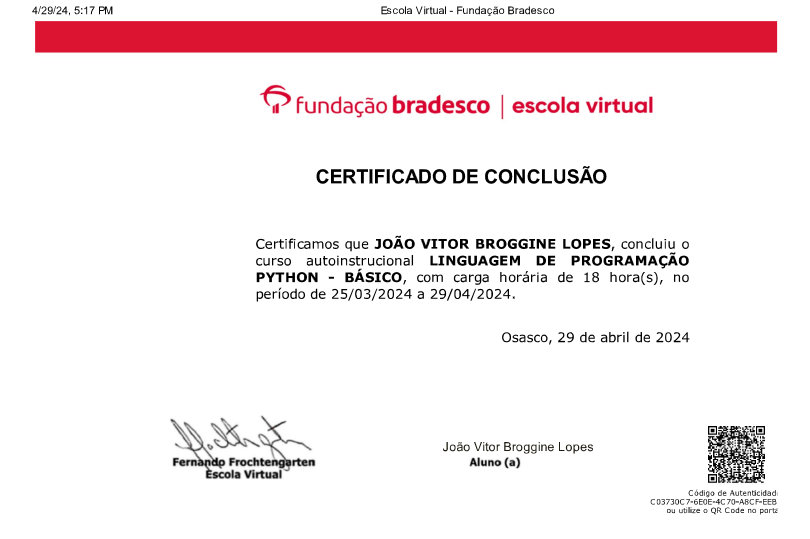 4/29/24, 5:17 PM Escola Virtual - Fundação Bradesco
fundação bradesco | escola virtual
CERTIFICADO DE CONCLUSÃO
Certificamos que JOÃO VITOR BROGGINE LOPES, concluiu o
curso autoinstrucional LINGUAGEM DE PROGRAMAÇÃO
PYTHON - BÁSICO, com carga horária de 18 hora(s), no
período de 25/03/2024 a 29/04/2024.
Osasco, 29 de abril de 2024
Fernando Frochtengarten
Escola Virtual
João Vitor Broggine Lopes
Aluno (a)
Código de Autenticidad
C03730C7-6E0E-4C70-A8CF-EEB
ou utilize o QR Code no porta